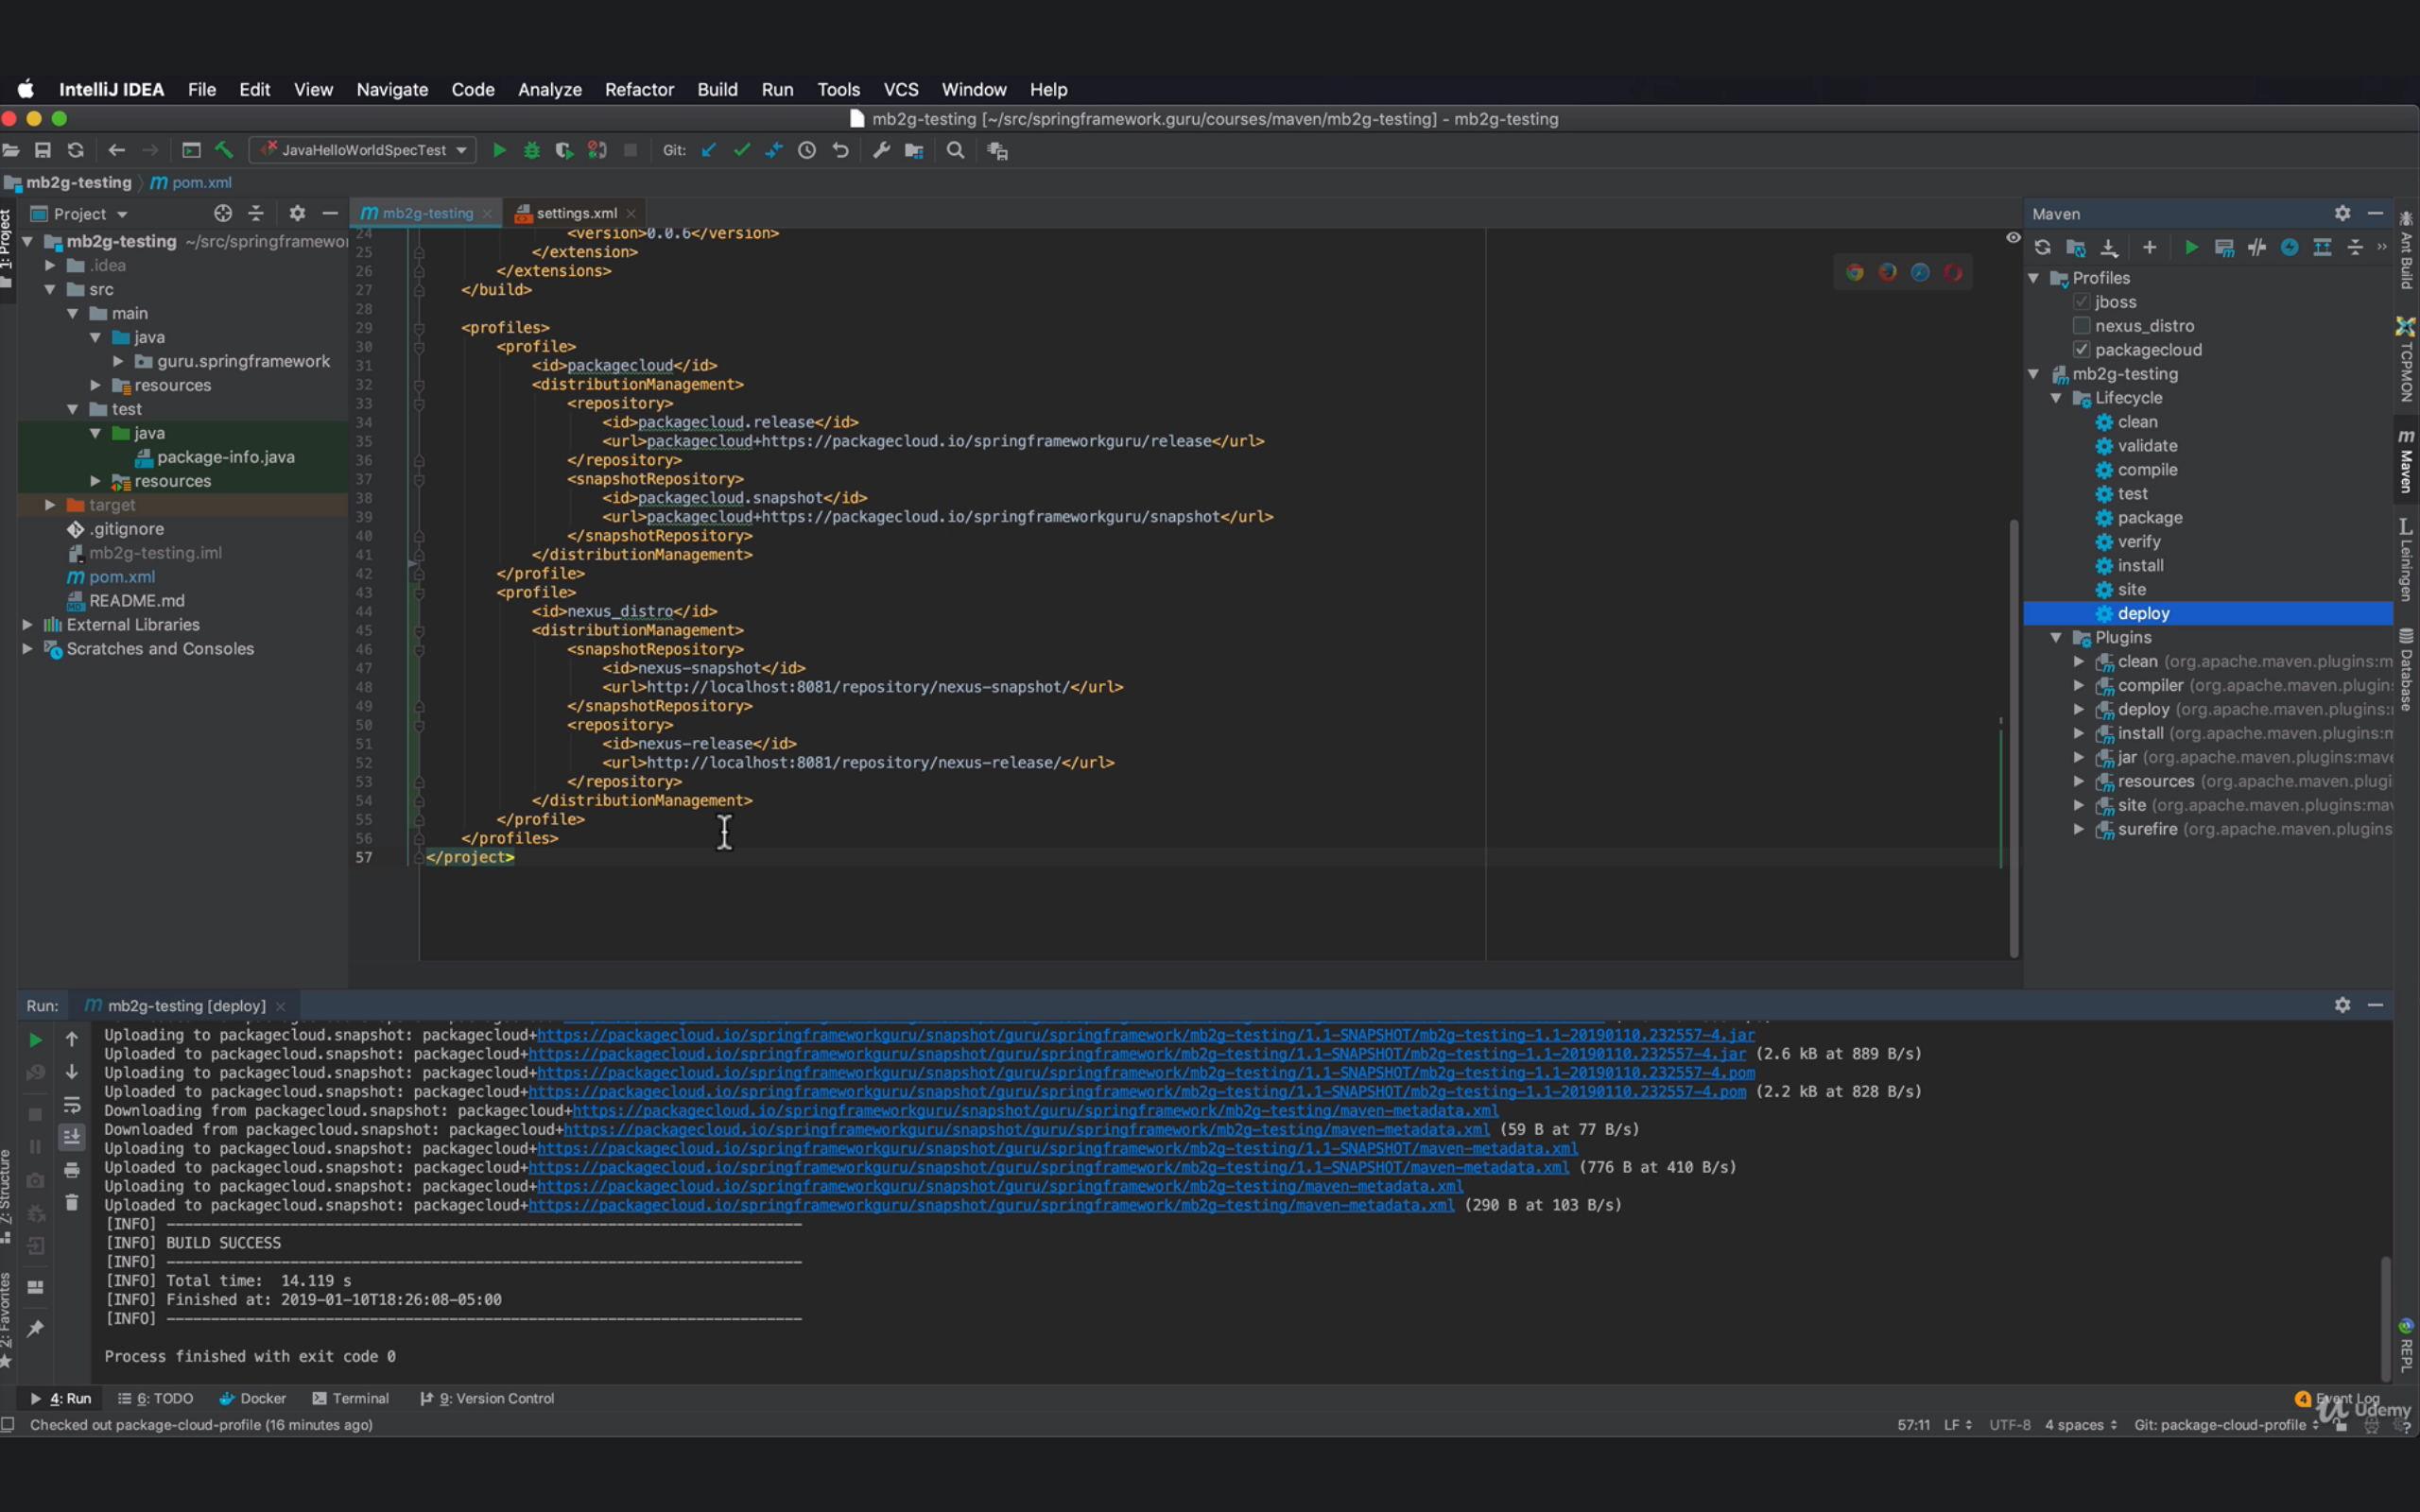 IntelliJ IDEA File Edit View Navigate Code Analyze Refactor Build Run Tools VCS Window Help
mb2g-testing [~/src/springframework.guru/courses/maven/mb2g-testing] - mb2g-testing
JavaHelloWorldSpecTest Git:
mb2g-testing pom.xml
1: Project
Project
mb2g-testing ~/src/springframewor
.idea
src
main
java
guru.springframework
resources
test
java
package-info.java
resources
target
.gitignore
mb2g-testing.iml
pom.xml
README.md
External Libraries
Scratches and Consoles
mb2g-testing settings.xml
24 <version>0.0.6</version>
25 </extension>
26 </extensions>
27 </build>
28
29 <profiles>
30 <profile>
31 <id>packagecloud</id>
32 <distributionManagement>
33 <repository>
34 <id>packagecloud.release</id>
35 <url>packagecloud+https://packagecloud.io/springframeworkguru/release</url>
36 </repository>
37 <snapshotRepository>
38 <id>packagecloud.snapshot</id>
39 <url>packagecloud+https://packagecloud.io/springframeworkguru/snapshot</url>
40 </snapshotRepository>
41 </distributionManagement>
42 </profile>
43 <profile>
44 <id>nexus_distro</id>
45 <distributionManagement>
46 <snapshotRepository>
47 <id>nexus-snapshot</id>
48 <url>http://localhost:8081/repository/nexus-snapshot/</url>
49 </snapshotRepository>
50 <repository>
51 <id>nexus-release</id>
52 <url>http://localhost:8081/repository/nexus-release/</url>
53 </repository>
54 </distributionManagement>
55 </profile>
56 </profiles>
57 </project>
Maven
Profiles
jboss
nexus_distro
packagecloud
mb2g-testing
Lifecycle
clean
validate
compile
test
package
verify
install
site
deploy
Plugins
clean (org.apache.maven.plugins:m
compiler (org.apache.maven.plugins
deploy (org.apache.maven.plugins:
install (org.apache.maven.plugins:m
jar (org.apache.maven.plugins:mave
resources (org.apache.maven.plugi
site (org.apache.maven.plugins:mav
surefire (org.apache.maven.plugins
Ant Build
TCPMON
Maven
Leiningen
Database
REPL
Run: mb2g-testing [deploy]
Uploading to packagecloud.snapshot: packagecloud+https://packagecloud.io/springframeworkguru/snapshot/guru/springframework/mb2g-testing/1.1-SNAPSHOT/mb2g-testing-1.1-20190110.232557-4.jar
Uploaded to packagecloud.snapshot: packagecloud+https://packagecloud.io/springframeworkguru/snapshot/guru/springframework/mb2g-testing/1.1-SNAPSHOT/mb2g-testing-1.1-20190110.232557-4.jar (2.6 kB at 889 B/s)
Uploading to packagecloud.snapshot: packagecloud+https://packagecloud.io/springframeworkguru/snapshot/guru/springframework/mb2g-testing/1.1-SNAPSHOT/mb2g-testing-1.1-20190110.232557-4.pom
Uploaded to packagecloud.snapshot: packagecloud+https://packagecloud.io/springframeworkguru/snapshot/guru/springframework/mb2g-testing/1.1-SNAPSHOT/mb2g-testing-1.1-20190110.232557-4.pom (2.2 kB at 828 B/s)
Downloading from packagecloud.snapshot: packagecloud+https://packagecloud.io/springframeworkguru/snapshot/guru/springframework/mb2g-testing/maven-metadata.xml
Downloaded from packagecloud.snapshot: packagecloud+https://packagecloud.io/springframeworkguru/snapshot/guru/springframework/mb2g-testing/maven-metadata.xml (59 B at 77 B/s)
Uploading to packagecloud.snapshot: packagecloud+https://packagecloud.io/springframeworkguru/snapshot/guru/springframework/mb2g-testing/1.1-SNAPSHOT/maven-metadata.xml
Uploaded to packagecloud.snapshot: packagecloud+https://packagecloud.io/springframeworkguru/snapshot/guru/springframework/mb2g-testing/1.1-SNAPSHOT/maven-metadata.xml (776 B at 410 B/s)
Uploading to packagecloud.snapshot: packagecloud+https://packagecloud.io/springframeworkguru/snapshot/guru/springframework/mb2g-testing/maven-metadata.xml
Uploaded to packagecloud.snapshot: packagecloud+https://packagecloud.io/springframeworkguru/snapshot/guru/springframework/mb2g-testing/maven-metadata.xml (290 B at 103 B/s)
[INFO] ------------------------------------------------------------------------
[INFO] BUILD SUCCESS
[INFO] ------------------------------------------------------------------------
[INFO] Total time: 14.119 s
[INFO] Finished at: 2019-01-10T18:26:08-05:00
[INFO] ------------------------------------------------------------------------
Process finished with exit code 0
7: Structure
2: Favorites
4: Run 6: TODO Docker Terminal 9: Version Control 4 Event Log
Udemy
Checked out package-cloud-profile (16 minutes ago) 57:11 LF UTF-8 4 spaces Git: package-cloud-profile